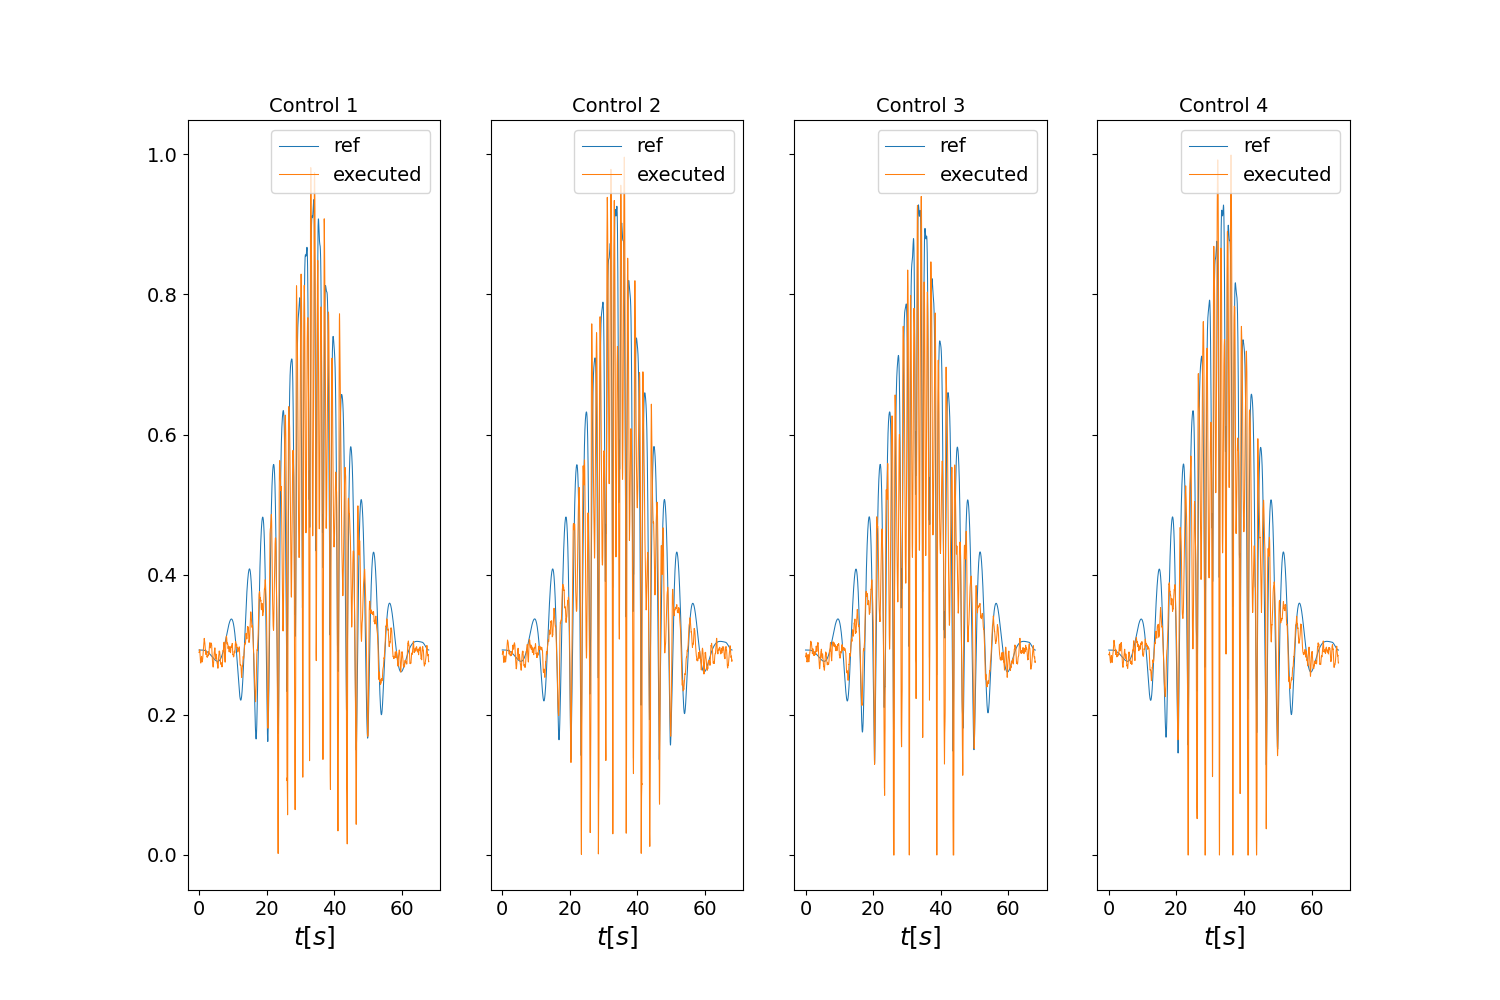 Control 1
Control 2
Control 3
Control 4
ref
executed
ref
executed
ref
executed
ref
executed
1.0
0.8
0.6
0.4
0.2
0.0
0 20 40 60
0 20 40 60
0 20 40 60
0 20 40 60
t[s]
t[s]
t[s]
t[s]